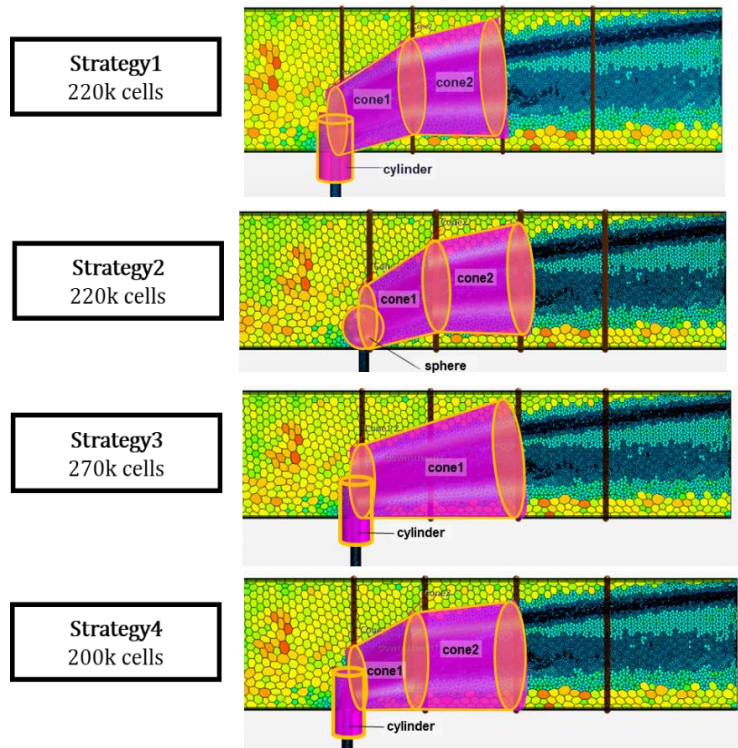 Strategy1
220k cells
cone1
cone2
cylinder
Strategy2
220k cells
cone1
cone2
sphere
Strategy3
270k cells
cone1
cylinder
Strategy4
200k cells
cone1
cone2
cylinder